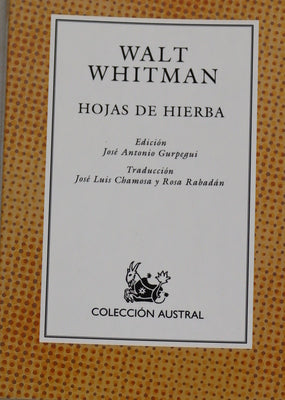 WALT
WHITMAN
HOJAS DE HIERBA
Edición
José Antonio Gurpegui
Traducción
José Luis Chamosa y Rosa Rabadán
COLECCIÓN AUSTRAL